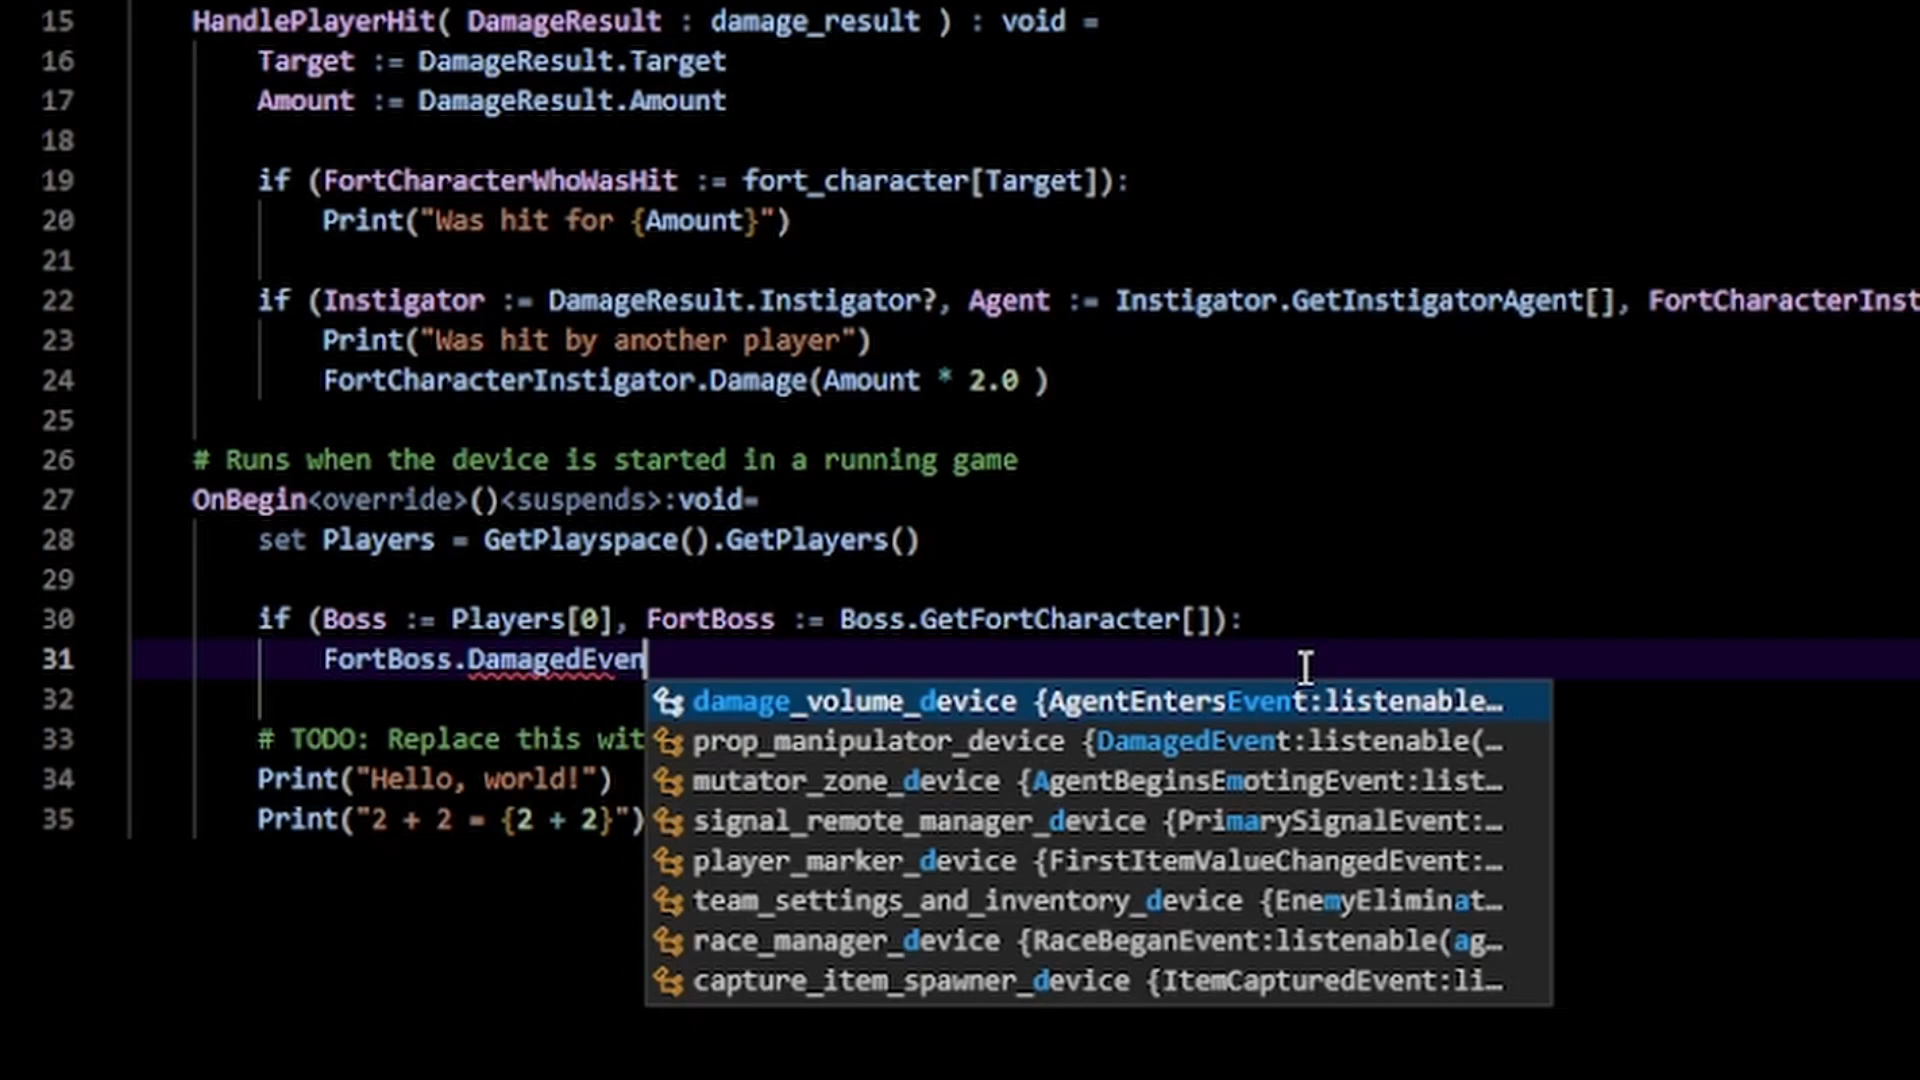 15 HandlePlayerHit( DamageResult : damage_result ) : void =
16 Target := DamageResult.Target
17 Amount := DamageResult.Amount
18
19 if (FortCharacterWhoWasHit := fort_character[Target]):
20 Print("Was hit for {Amount}")
21
22 if (Instigator := DamageResult.Instigator?, Agent := Instigator.GetInstigatorAgent[], FortCharacterInst
23 Print("Was hit by another player")
24 FortCharacterInstigator.Damage(Amount * 2.0 )
25
26 # Runs when the device is started in a running game
27 OnBegin<override>()<suspends>:void=
28 set Players = GetPlayspace().GetPlayers()
29
30 if (Boss := Players[0], FortBoss := Boss.GetFortCharacter[]):
31 FortBoss.DamagedEven
32 damage_volume_device {AgentEntersEvent:listenable…
33 # TODO: Replace this wit prop_manipulator_device {DamagedEvent:listenable(…
34 Print("Hello, world!") mutator_zone_device {AgentBeginsEmotingEvent:list…
35 Print("2 + 2 = {2 + 2}") signal_remote_manager_device {PrimarySignalEvent:…
player_marker_device {FirstItemValueChangedEvent:…
team_settings_and_inventory_device {EnemyEliminat…
race_manager_device {RaceBeganEvent:listenable(ag…
capture_item_spawner_device {ItemCapturedEvent:li…